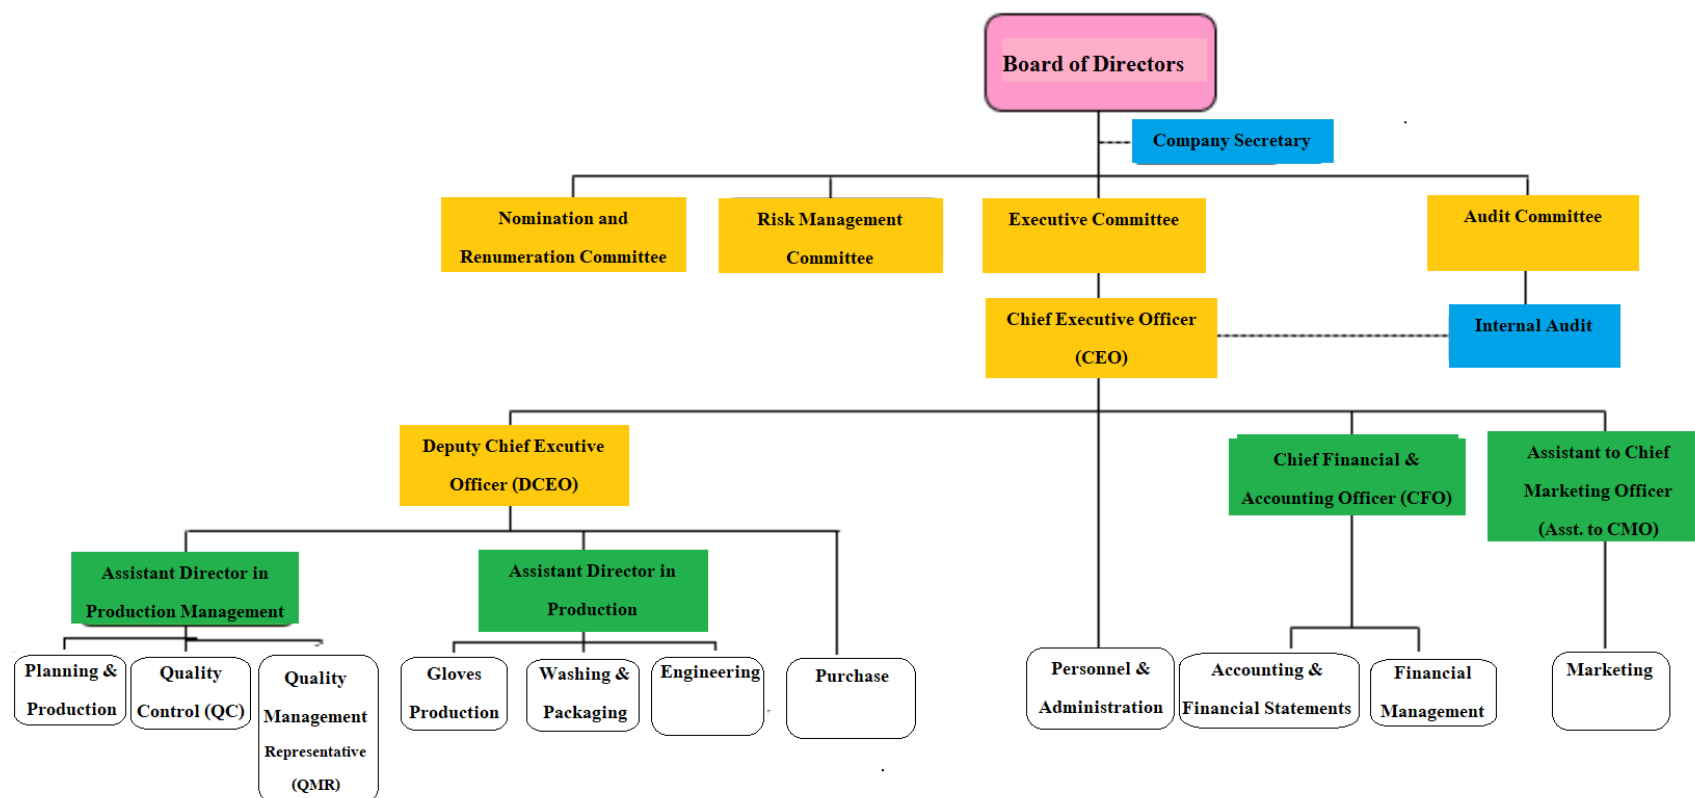 Board of Directors
Company Secretary
Nomination and
Renumeration Committee
Risk Management
Committee
Executive Committee
Audit Committee
Chief Executive Officer
(CEO)
Internal Audit
Deputy Chief Excutive
Officer (DCEO)
Chief Financial &
Accounting Officer (CFO)
Assistant to Chief
Marketing Officer
(Asst. to CMO)
Assistant Director in
Production Management
Assistant Director in
Production
Planning &
Production
Quality
Control (QC)
Quality
Management
Representative
(QMR)
Gloves
Production
Washing &
Packaging
Engineering
Purchase
Personnel &
Administration
Accounting &
Financial Statements
Financial
Management
Marketing